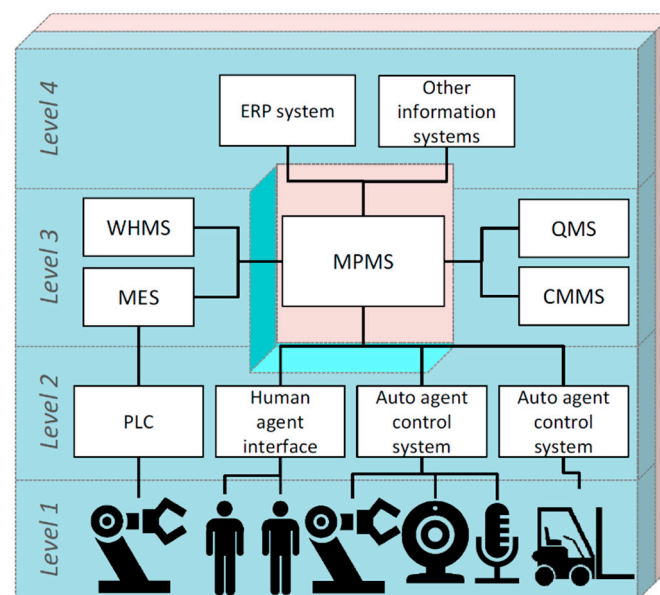 Level 4
ERP system
Other
information
systems
Level 3
WHMS
MES
MPMS
QMS
CMMS
Level 2
PLC
Human
agent
interface
Auto agent
control
system
Auto agent
control
system
Level 1